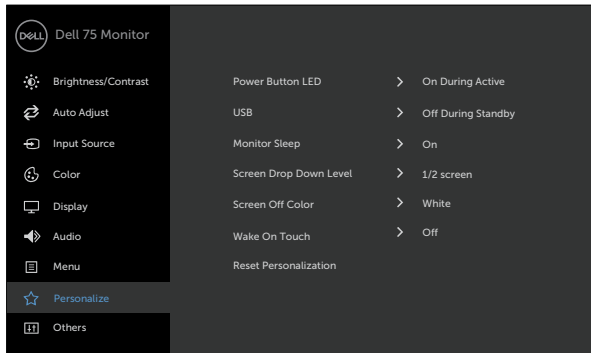 DELL Dell 75 Monitor
Brightness/Contrast
Auto Adjust
Input Source
Color
Display
Audio
Menu
Personalize
Others
Power Button LED > On During Active
USB > Off During Standby
Monitor Sleep > On
Screen Drop Down Level > 1/2 screen
Screen Off Color > White
Wake On Touch > Off
Reset Personalization